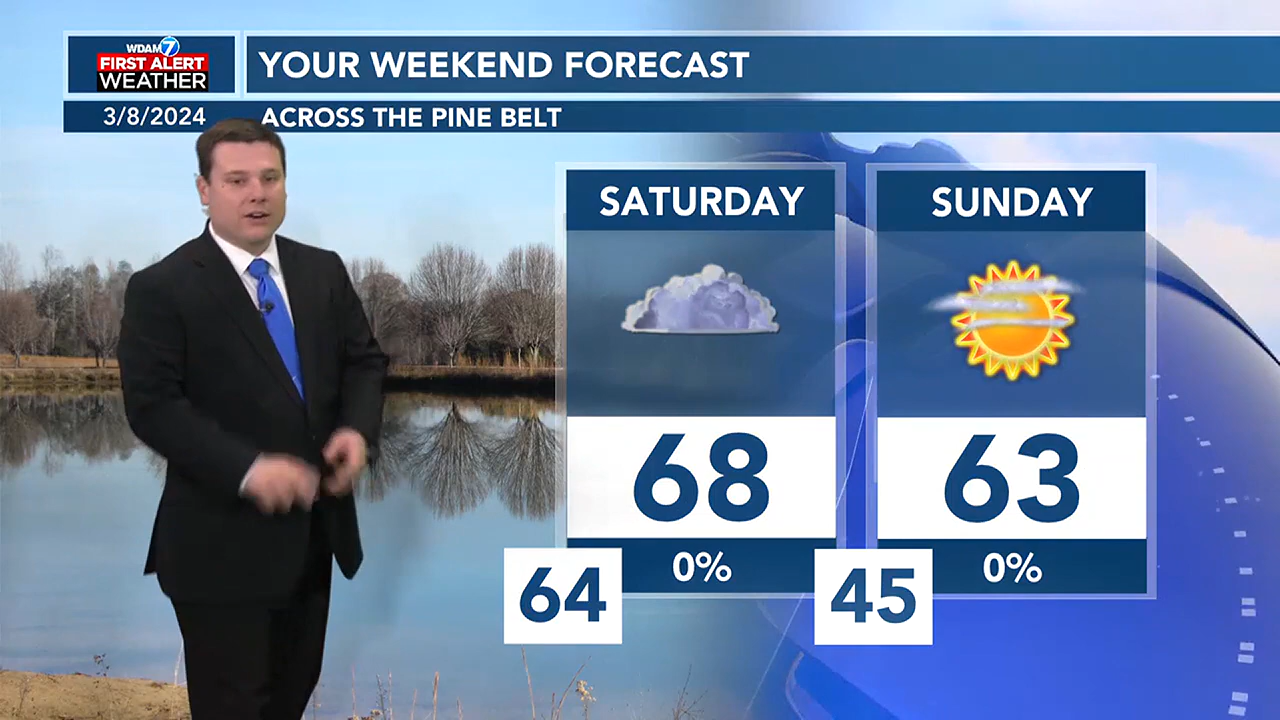 WDAM 7
FIRST ALERT
WEATHER
YOUR WEEKEND FORECAST
3/8/2024
ACROSS THE PINE BELT
SATURDAY
SUNDAY
68
63
0%
0%
64
45